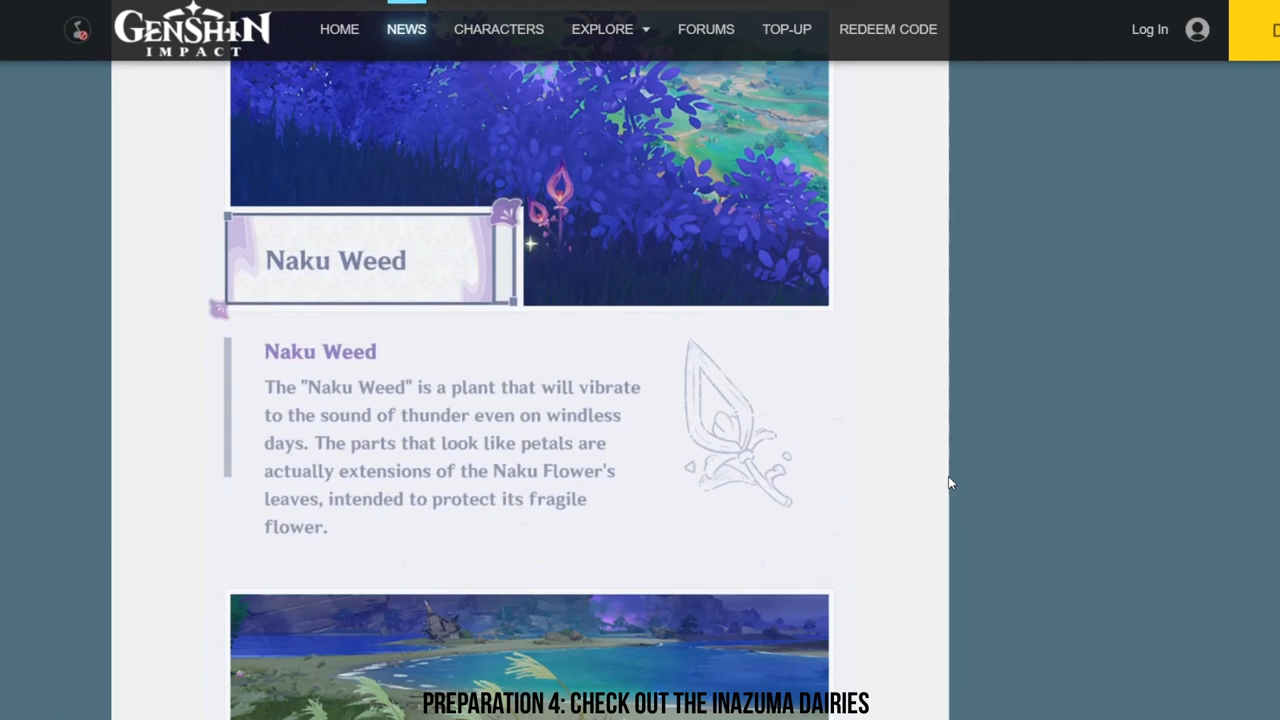 GENSHIN
IMPACT
HOME NEWS CHARACTERS EXPLORE FORUMS TOP-UP REDEEM CODE Log In
Naku Weed
Naku Weed
The "Naku Weed" is a plant that will vibrate
to the sound of thunder even on windless
days. The parts that look like petals are
actually extensions of the Naku Flower's
leaves, intended to protect its fragile
flower.
PREPARATION 4: CHECK OUT THE INAZUMA DAIRIES